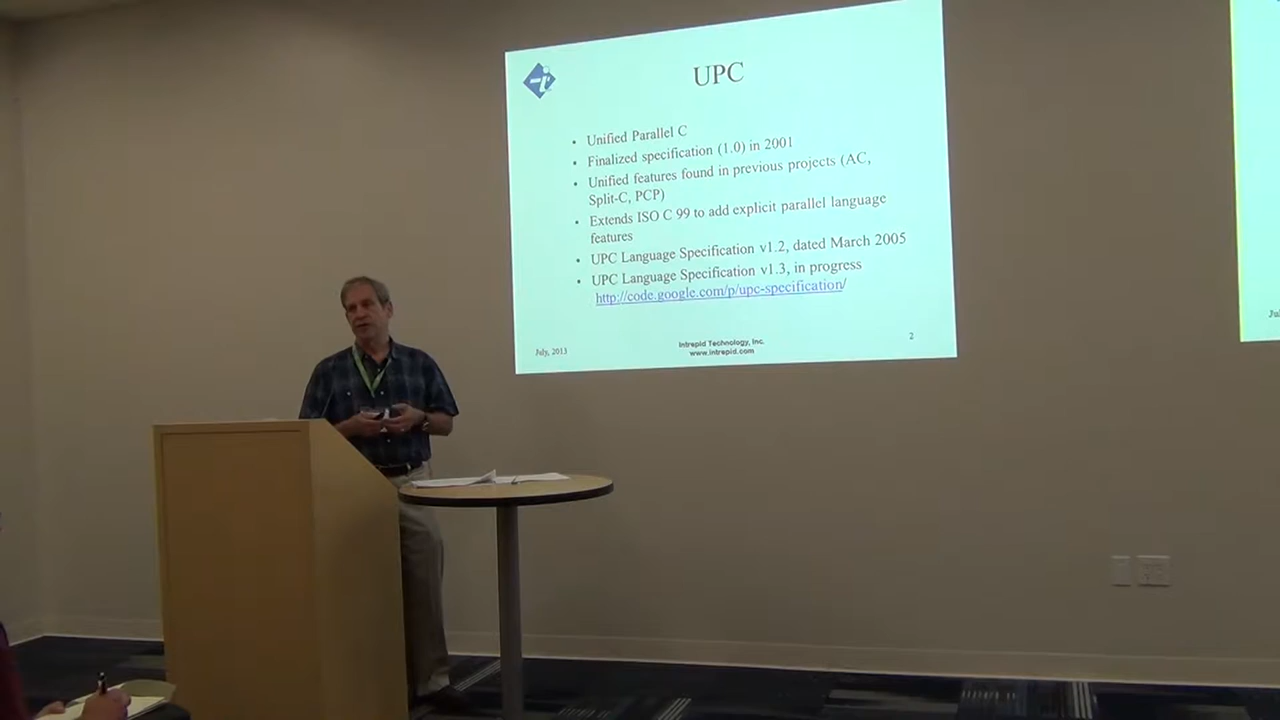 UPC
• Unified Parallel C
• Finalized specification (1.0) in 2001
• Unified features found in previous projects (AC,
Split-C, PCP)
• Extends ISO C 99 to add explicit parallel language
features
• UPC Language Specification v1.2, dated March 2005
• UPC Language Specification v1.3, in progress
http://code.google.com/p/upc-specification/
July, 2013
Intrepid Technology, Inc.
www.intrepid.com
2